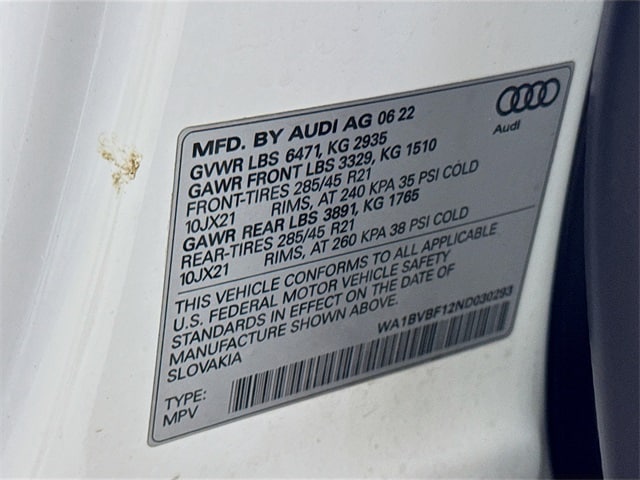 MFD. BY AUDI AG 06 22
GVWR LBS 6471, KG 2935
GAWR FRONT LBS 3329, KG 1510
FRONT-TIRES 285/45 R21
10JX21 RIMS, AT 240 KPA 35 PSI COLD
GAWR REAR LBS 3891, KG 1765
REAR-TIRES 285/45 R21
10JX21 RIMS, AT 260 KPA 38 PSI COLD
THIS VEHICLE CONFORMS TO ALL APPLICABLE
U.S. FEDERAL MOTOR VEHICLE SAFETY
STANDARDS IN EFFECT ON THE DATE OF
MANUFACTURE SHOWN ABOVE.
SLOVAKIA
WA1BVBF12ND030293
TYPE:
MPV
Audi